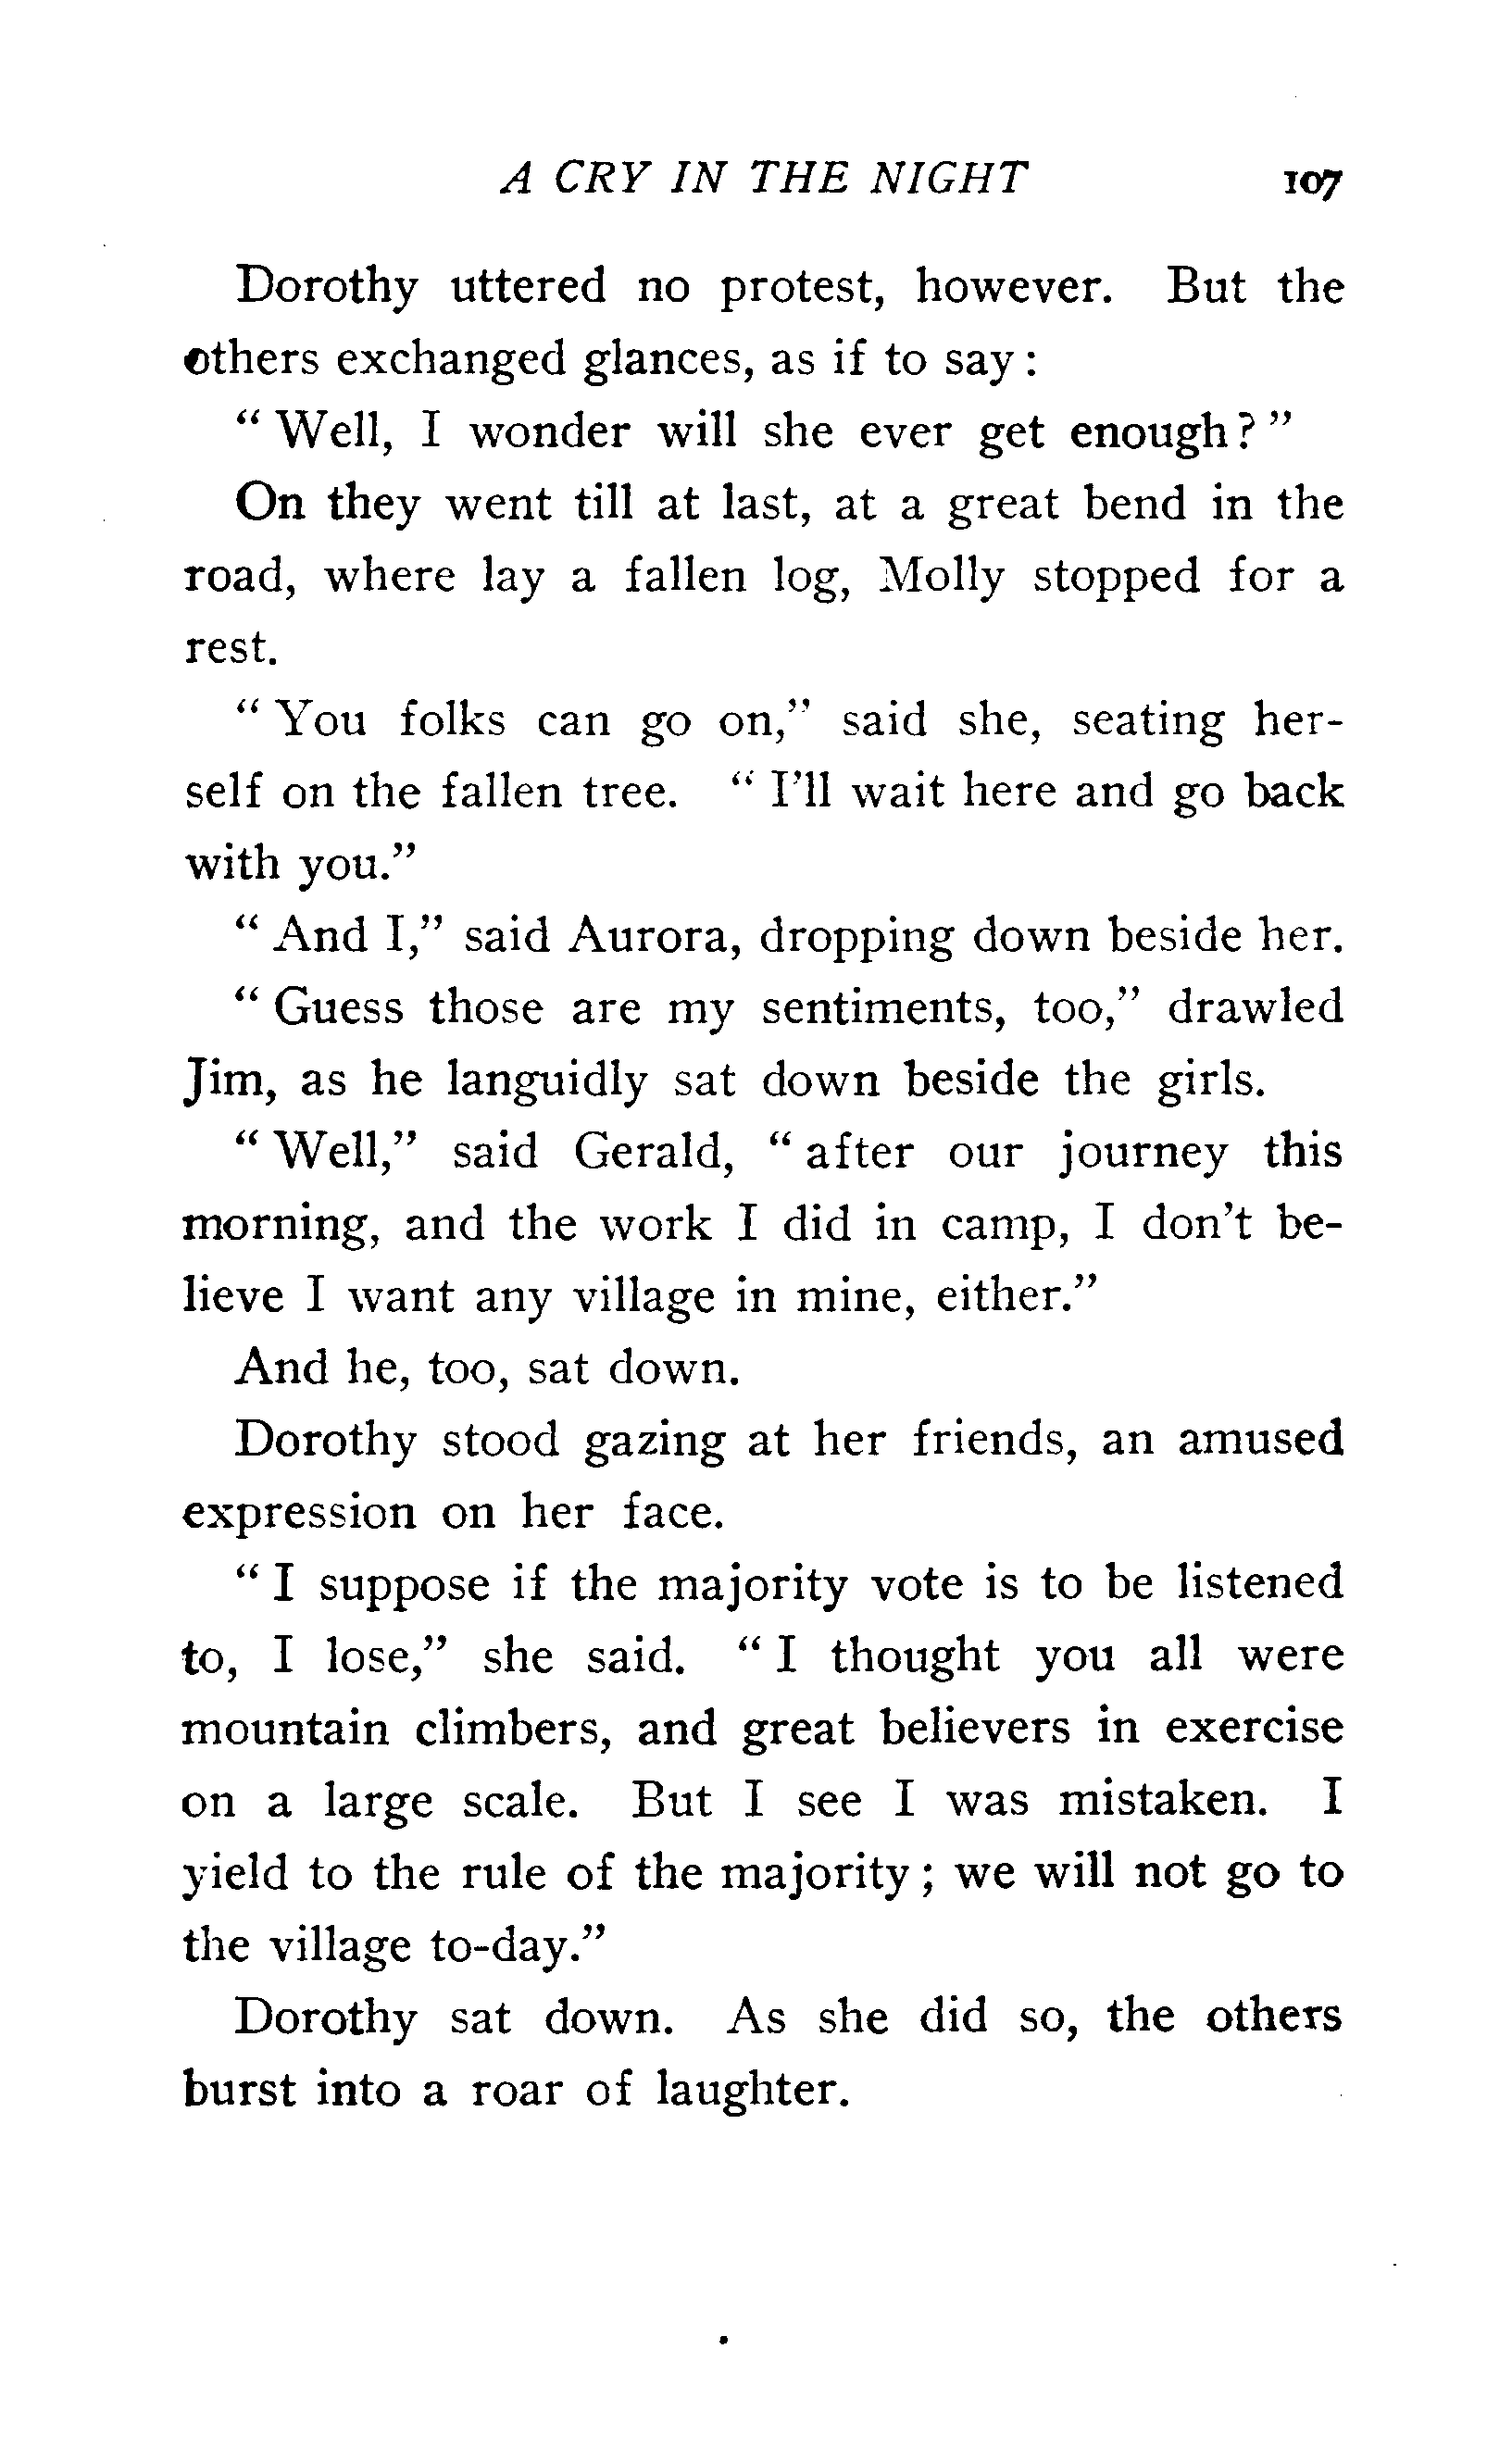 A CRY IN THE NIGHT 107
Dorothy uttered no protest, however. But the
others exchanged glances, as if to say:
"Well, I wonder will she ever get enough?"
On they went till at last, at a great bend in the
road, where lay a fallen log, Molly stopped for a
rest.
"You folks can go on," said she, seating her-
self on the fallen tree. "I'll wait here and go back
with you."
"And I," said Aurora, dropping down beside her.
"Guess those are my sentiments, too," drawled
Jim, as he languidly sat down beside the girls.
"Well," said Gerald, "after our journey this
morning, and the work I did in camp, I don't be-
lieve I want any village in mine, either."
And he, too, sat down.
Dorothy stood gazing at her friends, an amused
expression on her face.
"I suppose if the majority vote is to be listened
to, I lose," she said. "I thought you all were
mountain climbers, and great believers in exercise
on a large scale. But I see I was mistaken. I
yield to the rule of the majority; we will not go to
the village to-day."
Dorothy sat down. As she did so, the others
burst into a roar of laughter.